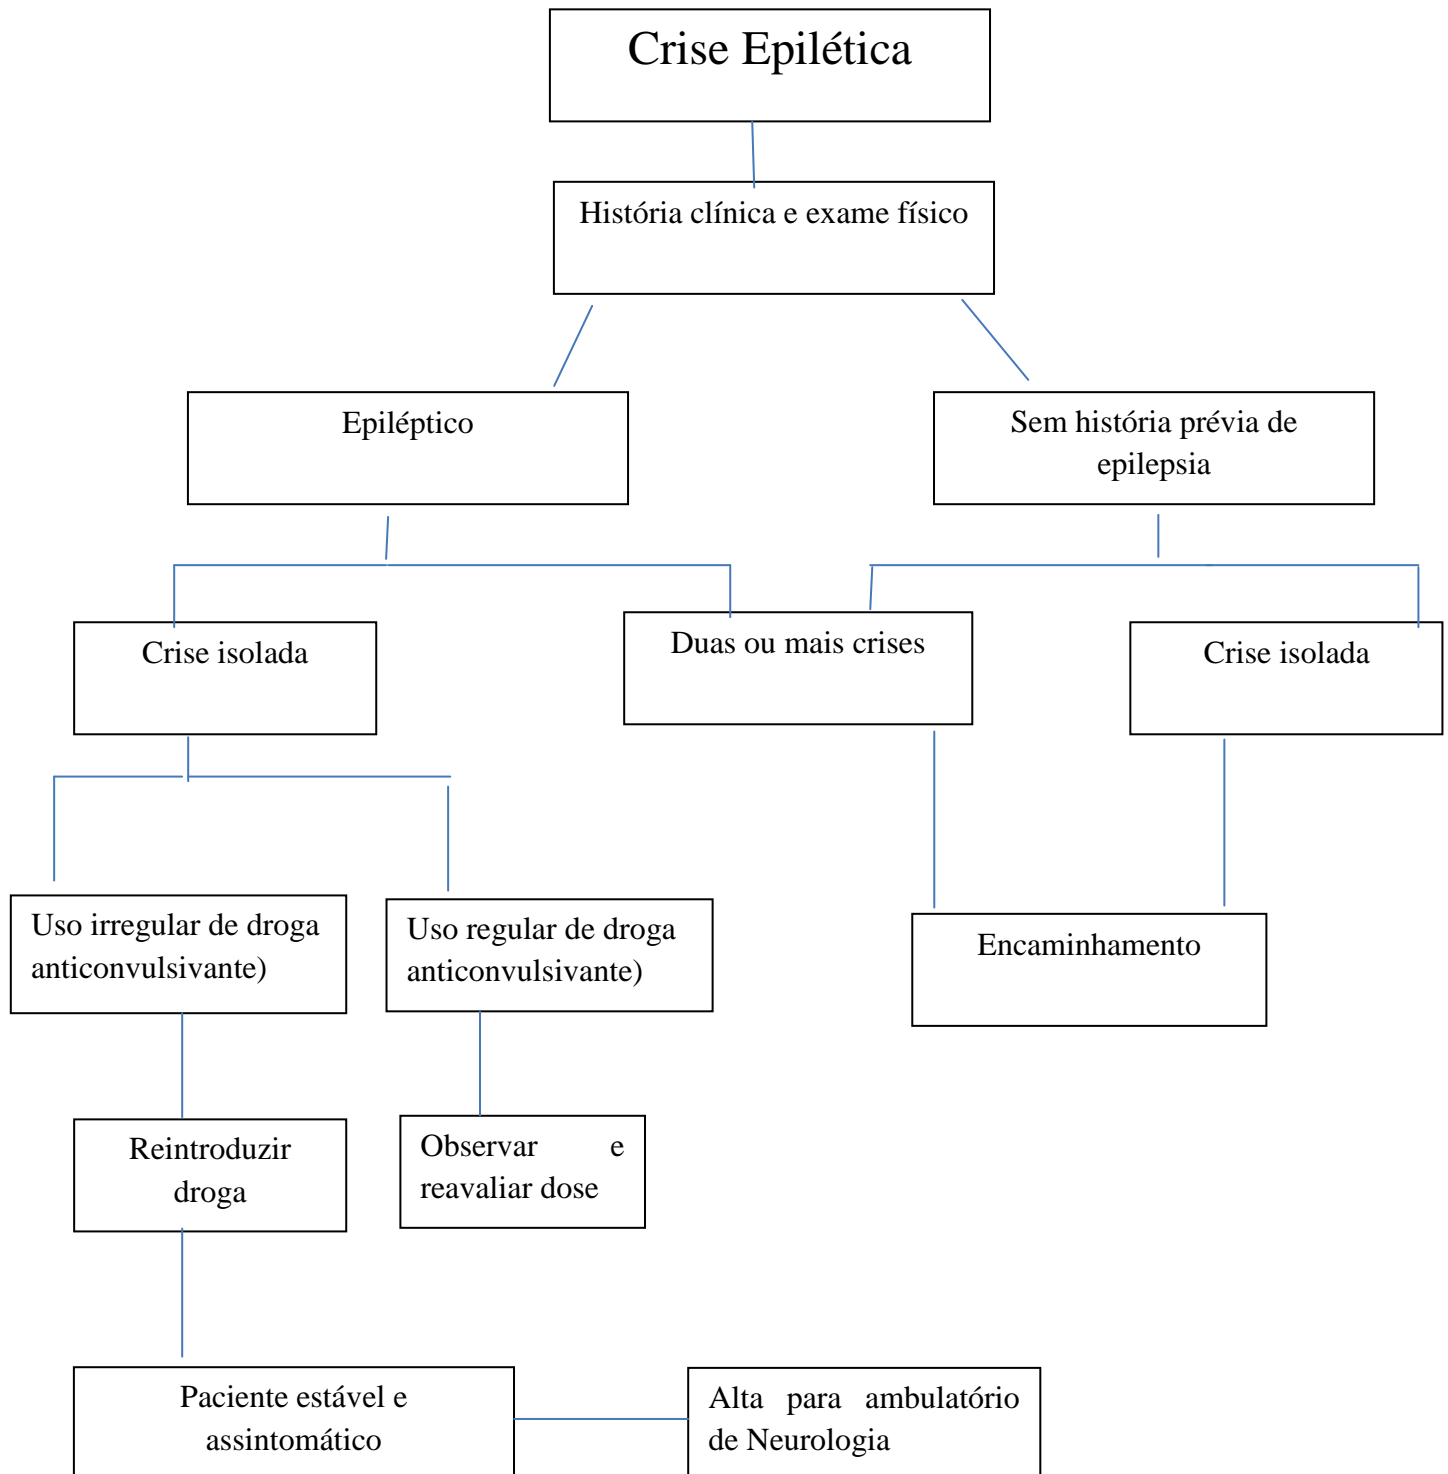 Crise Epilética
História clínica e exame físico
Epiléptico
Sem história prévia de
epilepsia
Crise isolada
Duas ou mais crises
Crise isolada
Uso irregular de droga
anticonvulsivante)
Uso regular de droga
anticonvulsivante)
Encaminhamento
Reintroduzir
droga
Observar e
reavaliar dose
Paciente estável e
assintomático
Alta para ambulatório
de Neurologia